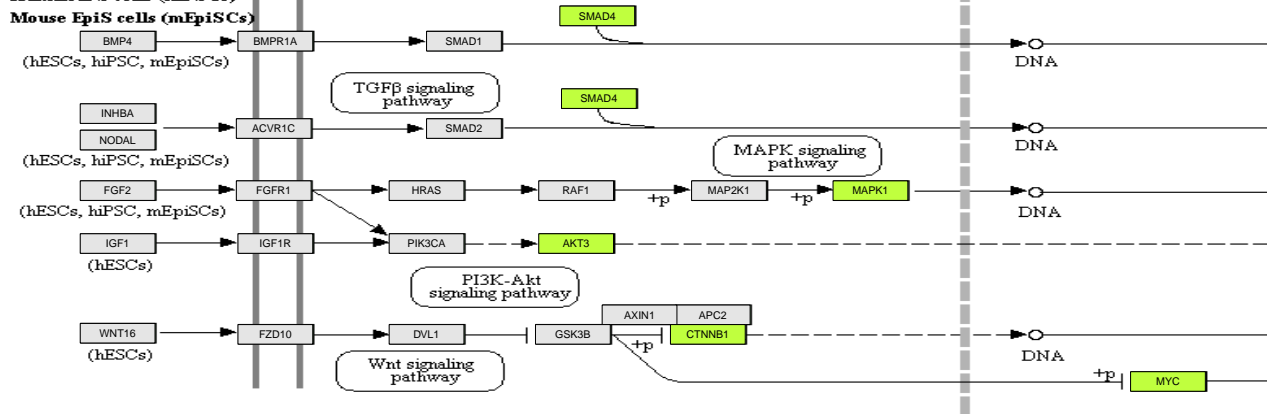 Mouse EpiS cells (mEpiSCs)
SMAD4
BMP4 BMPR1A SMAD1
(hESCs, hiPSC, mEpiSCs)
DNA
TGFβ signaling
pathway
SMAD4
INHBA
ACVR1C SMAD2
NODAL
DNA
(hESCs, hiPSC, mEpiSCs)
MAPK signaling
pathway
FGF2 FGFR1 HRAS RAF1 +p MAP2K1 +p MAPK1
(hESCs, hiPSC, mEpiSCs)
DNA
IGF1 IGF1R PIK3CA AKT3
(hESCs)
PI3K-Akt
signaling pathway
AXIN1 APC2
WNT16 FZD10 DVL1 GSK3B +p CTNNB1
(hESCs)
DNA
Wnt signaling
pathway
+p MYC